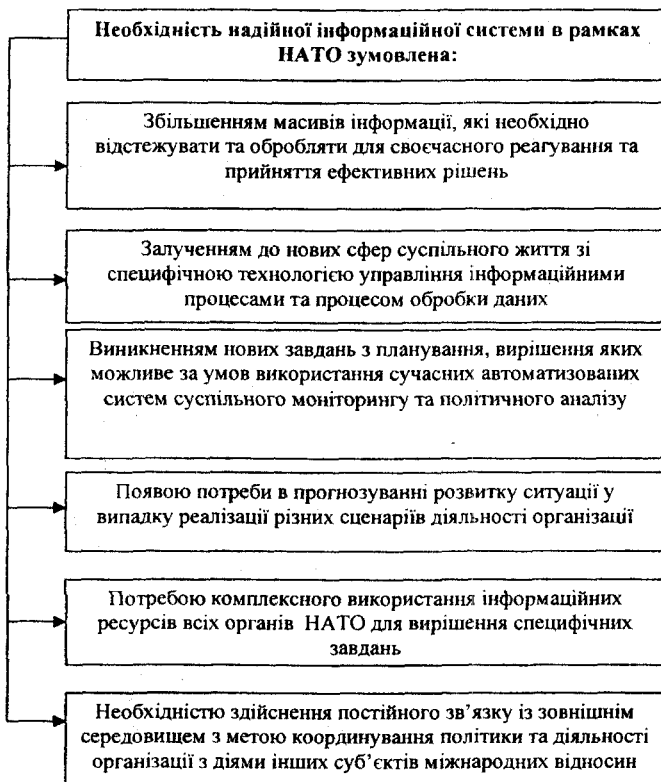 Необхідність надійної інформаційної системи в рамках
НАТО зумовлена:
Збільшенням масивів інформації, які необхідно
відстежувати та обробляти для своєчасного реагування та
прийняття ефективних рішень
Залученням до нових сфер суспільного життя зі
специфічною технологією управління інформаційними
процесами та процесом обробки даних
Виникненням нових завдань з планування, вирішення яких
можливе за умов використання сучасних автоматизованих
систем суспільного моніторингу та політичного аналізу
Появою потреби в прогнозуванні розвитку ситуації у
випадку реалізації різних сценаріїв діяльності організації
Потребою комплексного використання інформаційних
ресурсів всіх органів НАТО для вирішення специфічних
завдань
Необхідністю здійснення постійного зв’язку із зовнішнім
середовищем з метою координування політики та діяльності
організації з діями інших суб’єктів міжнародних відносин